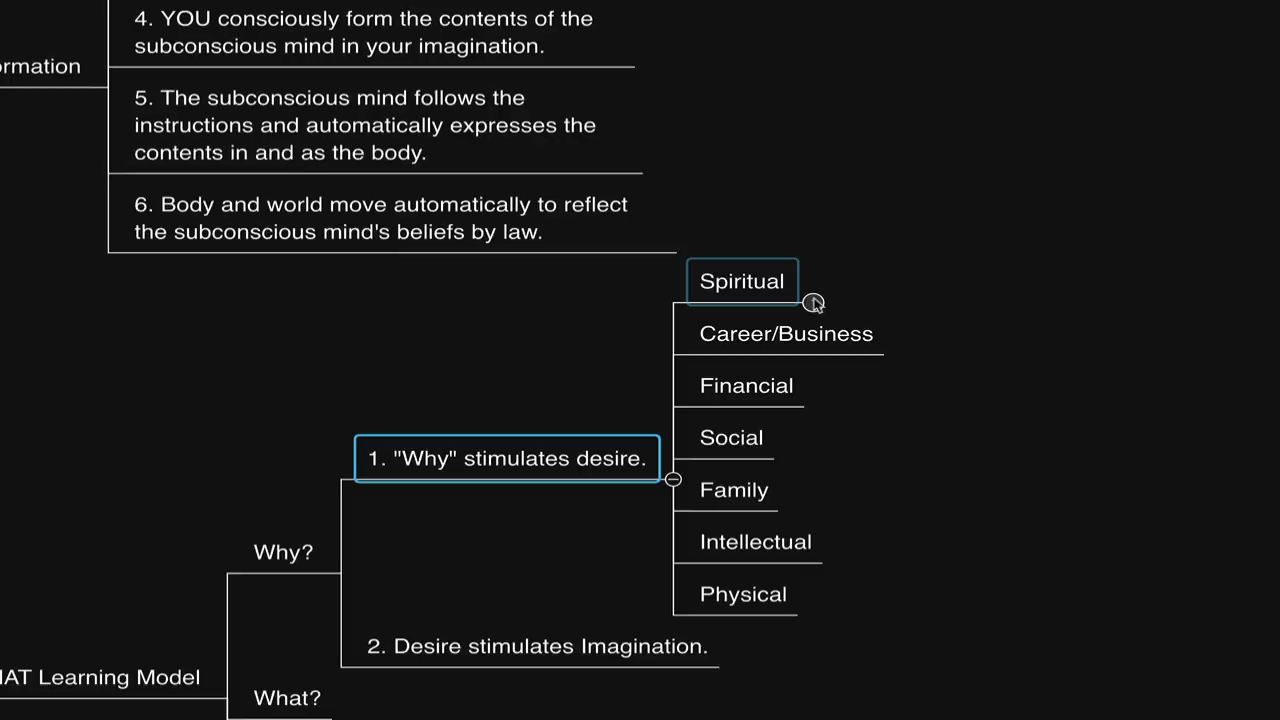 4. YOU consciously form the contents of the
subconscious mind in your imagination.
ormation
5. The subconscious mind follows the
instructions and automatically expresses the
contents in and as the body.
6. Body and world move automatically to reflect
the subconscious mind's beliefs by law.
Spiritual
Career/Business
Financial
Social
1. "Why" stimulates desire.
Family
Intellectual
Why?
Physical
2. Desire stimulates Imagination.
IAT Learning Model
What?